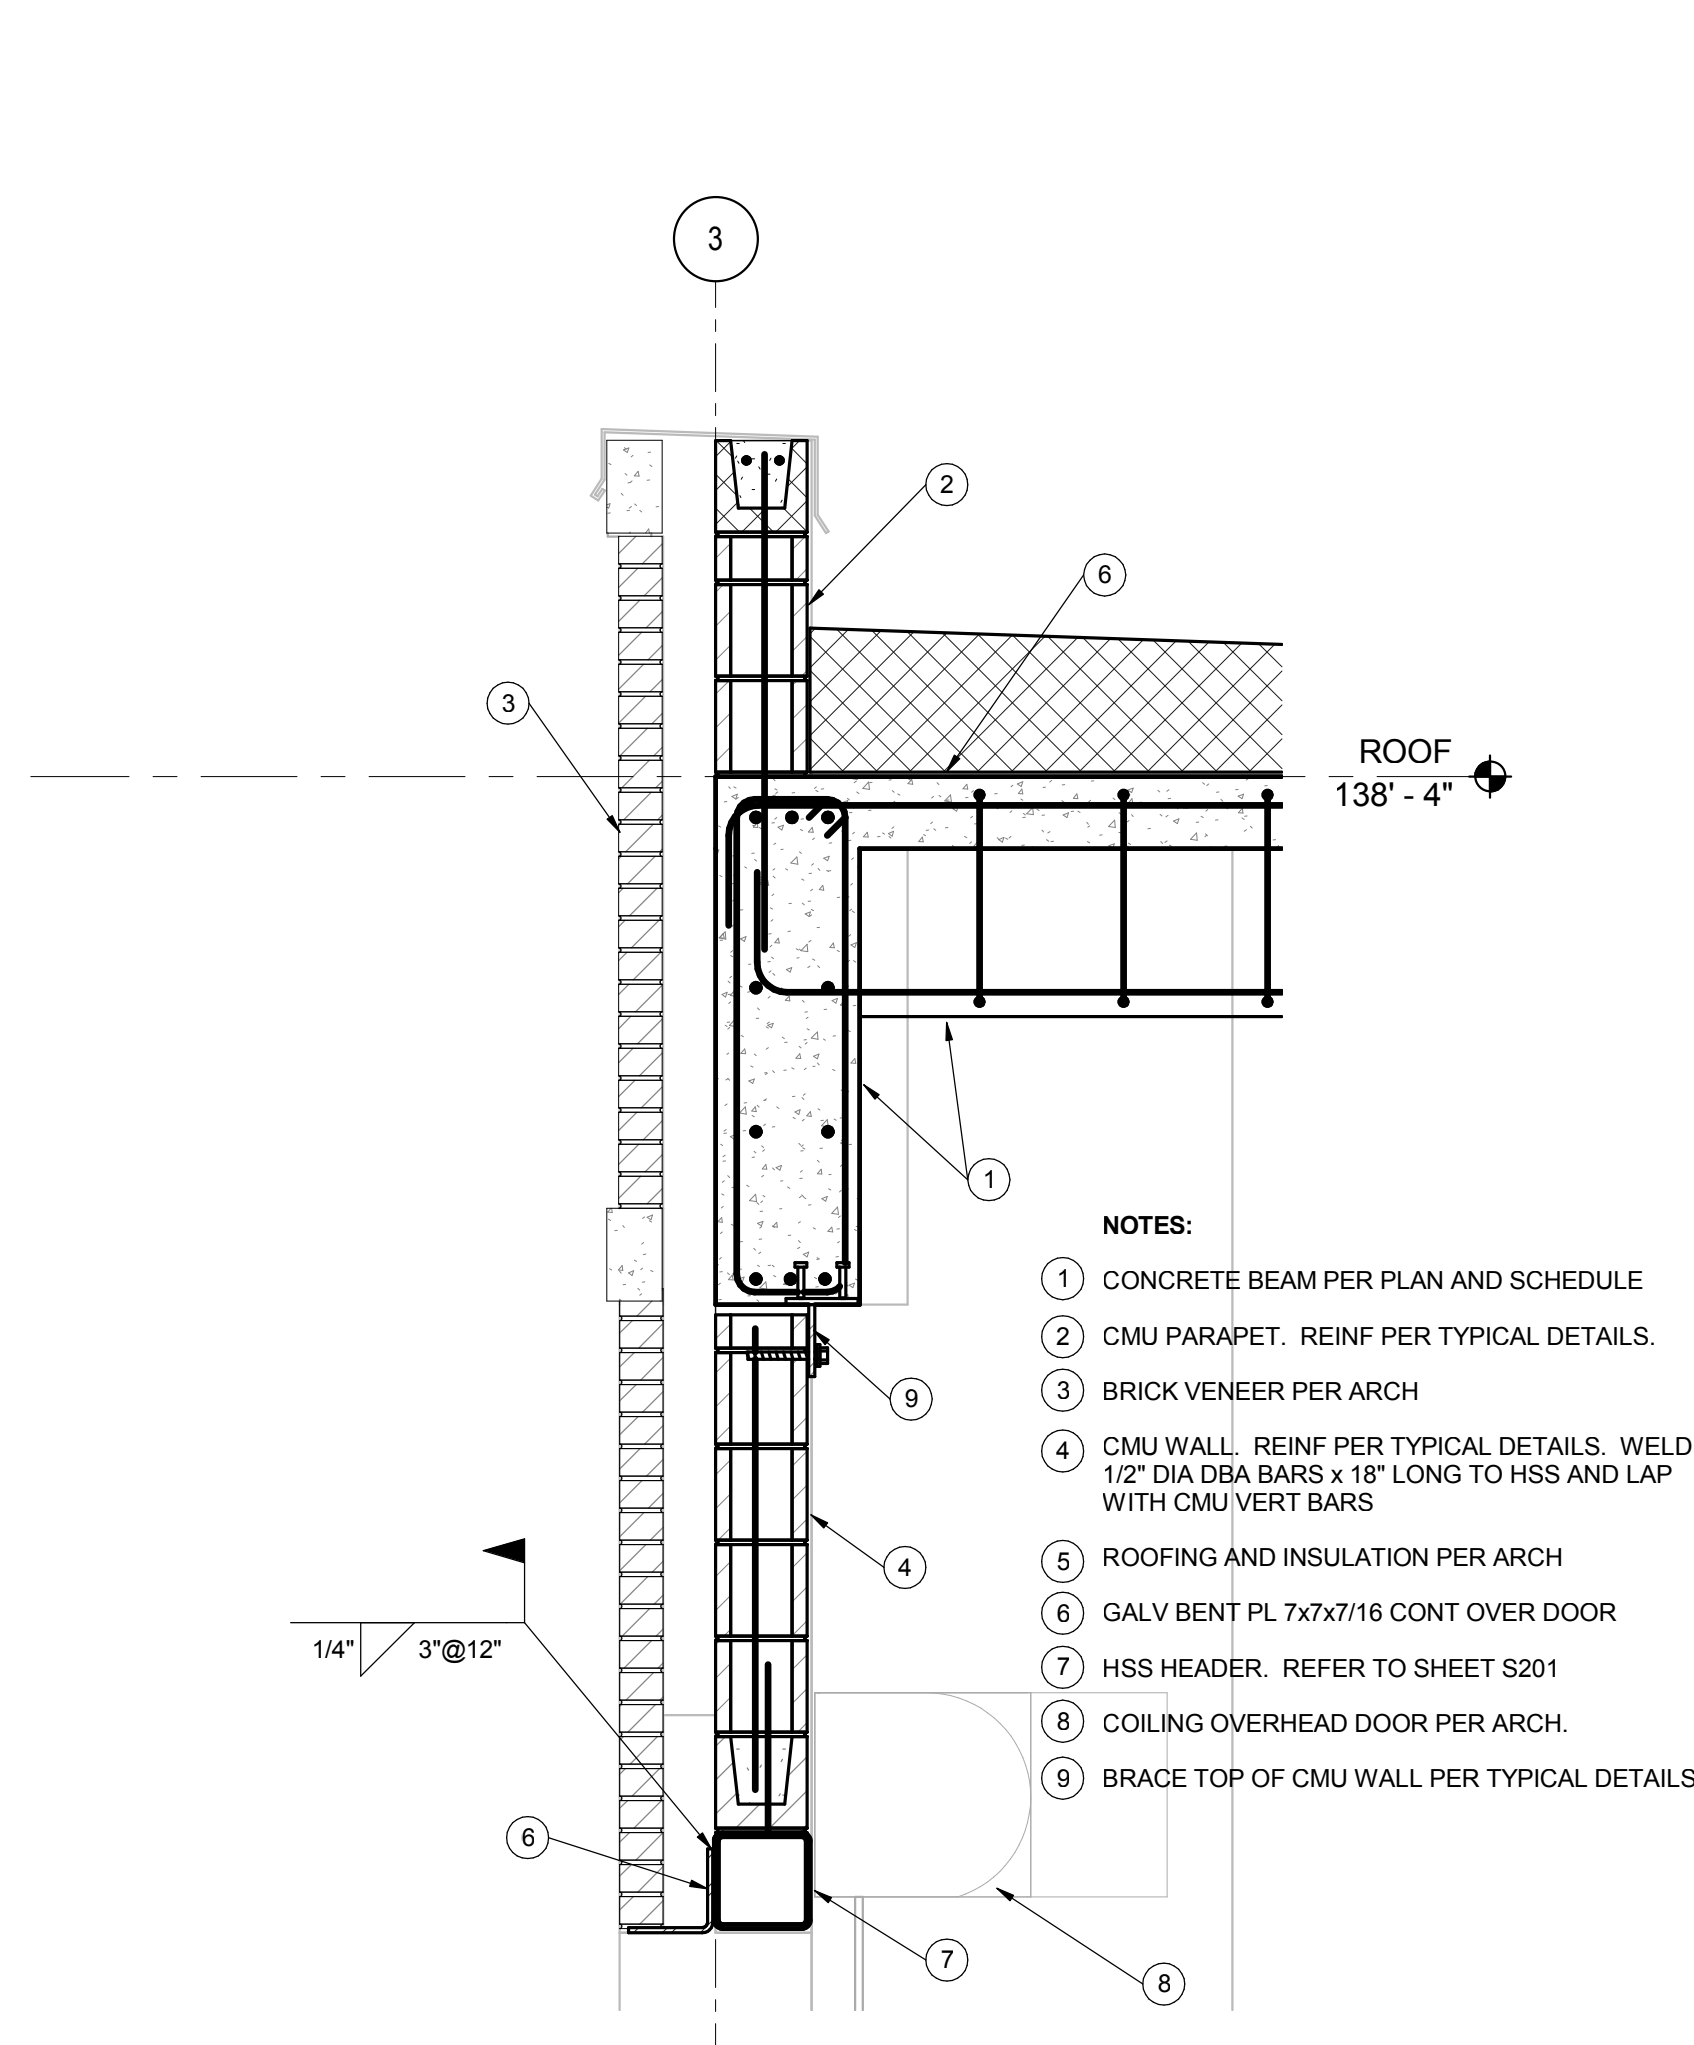 3
2
6
3
ROOF
138' - 4"
1
NOTES:
1 CONCRETE BEAM PER PLAN AND SCHEDULE
2 CMU PARAPET. REINF PER TYPICAL DETAILS.
3 BRICK VENEER PER ARCH
9
4 CMU WALL. REINF PER TYPICAL DETAILS. WELD
1/2" DIA DBA BARS x 18" LONG TO HSS AND LAP
WITH CMU VERT BARS
4
5 ROOFING AND INSULATION PER ARCH
6 GALV BENT PL 7x7x7/16 CONT OVER DOOR
1/4" 3"@12"
7 HSS HEADER. REFER TO SHEET S201
8 COILING OVERHEAD DOOR PER ARCH.
9 BRACE TOP OF CMU WALL PER TYPICAL DETAILS
6
7
8